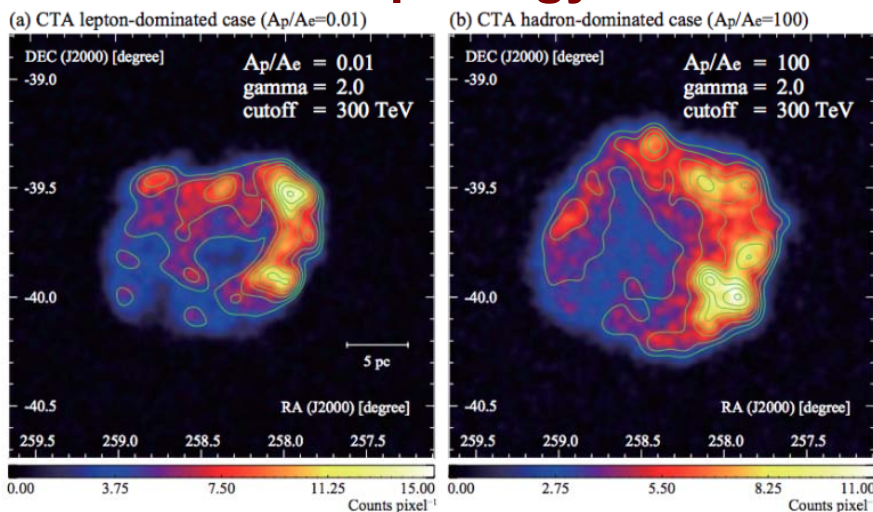 (a) CTA lepton-dominated case (Ap/Ae=0.01)
DEC (J2000) [degree]
Ap/Ae = 0.01
gamma = 2.0
cutoff = 300 TeV
-39.0
-39.5
-40.0
-40.5
5 pc
RA (J2000) [degree]
259.5 259.0 258.5 258.0 257.5
0.00 3.75 7.50 11.25 15.00
Counts pixel⁻¹
(b) CTA hadron-dominated case (Ap/Ae=100)
DEC (J2000) [degree]
Ap/Ae = 100
gamma = 2.0
cutoff = 300 TeV
-39.0
-39.5
-40.0
-40.5
RA (J2000) [degree]
259.5 259.0 258.5 258.0 257.5
0.00 2.75 5.50 8.25 11.00
Counts pixel⁻¹